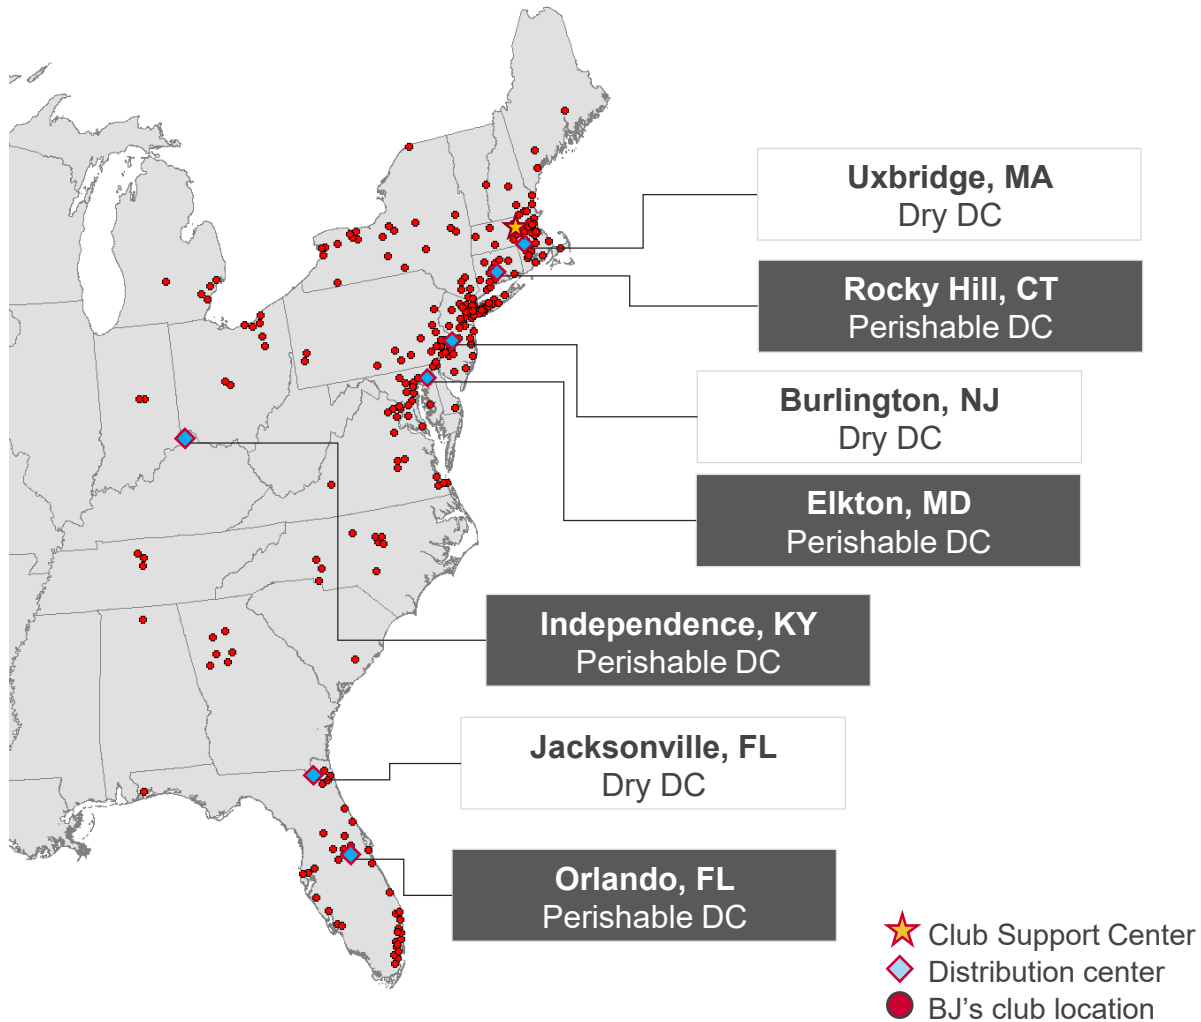 Uxbridge, MA
Dry DC
Rocky Hill, CT
Perishable DC
Burlington, NJ
Dry DC
Elkton, MD
Perishable DC
Independence, KY
Perishable DC
Jacksonville, FL
Dry DC
Orlando, FL
Perishable DC
Club Support Center
Distribution center
BJ’s club location